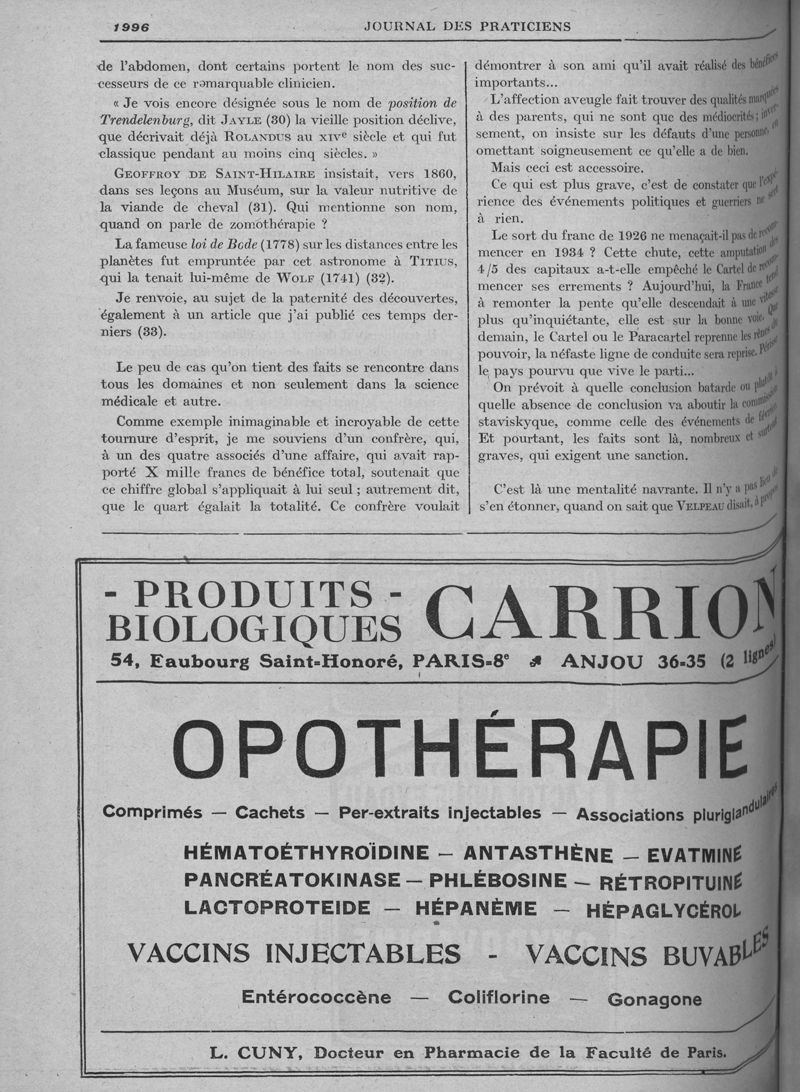 1996
JOURNAL DES PRATICIENS
de l'abdomen, dont certains portent le nom des suc-
cesseurs de ce romarquable clinicien.
« Je vois encore désignée sous le nom de position de
Trendelenburg, dit JAYLE (30) la vieille position déclive,
que décrivait déjà ROLANDUS au XIVe siècle et qui fut
classique pendant au moins cinq siècles. »
GEOFFROY DE SAINT-HILAIRE insistait, vers 1860,
dans ses leçons au Muséum, sur la valeur nutritive de
la viande de cheval (31). Qui mentionne son nom,
quand on parle de zomothérapie ?
La fameuse loi de Bode (1778) sur les distances entre les
planètes fut empruntée par cet astronome à TITIUS,
qui la tenait lui-même de WOLF (1741) (32).
Je renvoie, au sujet de la paternité des découvertes,
également à un article que j'ai publié ces temps der-
niers (33).
Le peu de cas qu'on tient des faits se rencontre dans
tous les domaines et non seulement dans la science
médicale et autre.
Comme exemple inimaginable et incroyable de cette
tournure d'esprit, je me souviens d'un confrère, qui,
à un des quatre associés d'une affaire, qui avait rap-
porté X mille francs de bénéfice total, soutenait que
ce chiffre global s'appliquait à lui seul ; autrement dit,
que le quart égalait la totalité. Ce confrère voulait
démontrer à son ami qu'il avait réalisé des bénéfices
importants...
L'affection aveugle fait trouver des qualités marquées
à des parents, qui ne sont que des médiocrités ; inver-
sement, on insiste sur les défauts d'une personne, en
omettant soigneusement ce qu'elle a de bien.
Mais ceci est accessoire.
Ce qui est plus grave, c'est de constater que l'expé-
rience des événements politiques et guerriers ne sert
à rien.
Le sort du franc de 1926 ne menaçait-il pas de recom-
mencer en 1934 ? Cette chute, cette amputation des
4/5 des capitaux a-t-elle empêché le Cartel de recom-
mencer ses errements ? Aujourd'hui, la France tend
à remonter la pente qu'elle descendait à une vitesse
plus qu'inquiétante, elle est sur la bonne voie. Que
demain, le Cartel ou le Paracartel reprenne les rênes du
pouvoir, la néfaste ligne de conduite sera reprise. Périsse
le pays pourvu que vive le parti...
On prévoit à quelle conclusion batarde ou plutôt à
quelle absence de conclusion va aboutir la commission
staviskyque, comme celle des événements de février.
Et pourtant, les faits sont là, nombreux et surtout
graves, qui exigent une sanction.
C'est là une mentalité navrante. Il n'y a pas lieu de
s'en étonner, quand on sait que VELPEAU disait, à propos
- PRODUITS -
BIOLOGIQUES
CARRION
54, Faubourg Saint-Honoré, PARIS-8e
ANJOU 36-35 (2 lignes)
OPOTHÉRAPIE
Comprimés — Cachets — Per-extraits injectables — Associations pluriglandulaires
HÉMATOÉTHYROÏDINE — ANTASTHÈNE — EVATMINE
PANCRÉATOKINASE — PHLÉBOSINE — RÉTROPITUINE
LACTOPROTEIDE — HÉPANÈME — HÉPAGLYCÉROL
VACCINS INJECTABLES - VACCINS BUVABLES
Entérococcène — Coliflorine — Gonagone
L. CUNY, Docteur en Pharmacie de la Faculté de Paris.